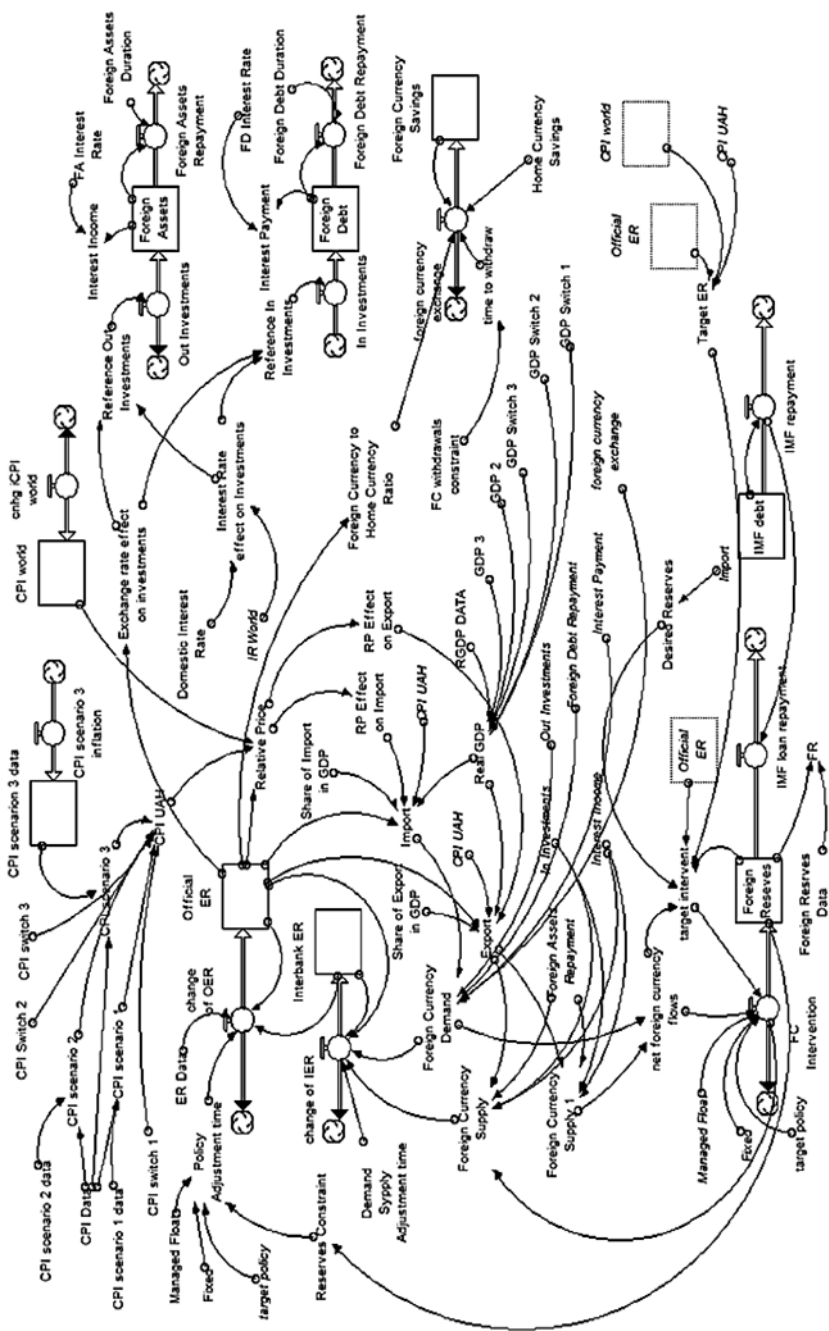 CPI scenario 2 data
CPI Data
CPI scenario 1 data
CPI switch 1
CPI Switch 2
CPI switch 3
CPI scenario 2
CPI scenario 1
CPI scenario 3
CPI scenario 3 data
CPI scenario 3
inflation
CPI UAH
CPI world
cnhg iCPI
world
Managed Float
Fixed
target policy
Policy
Adjustment time
Reserves Constraint
ER Data
change
of OER
Official
ER
Interbank ER
change of IER
Demand
Sypply
Adjustment time
Exchange rate effect
on investments
Relative Price
Domestic Interest
Rate
IR World
Interest Rate
effect on Investments
Reference Out
Investments
Out Investments
Interest Income
FA Interest
Rate
Foreign
Assets
Foreign Assets
Duration
Foreign Assets
Repayment
Reference In
Investments
In Investments
Interest Payment
FD Interest Rate
Foreign
Debt
Foreign Debt Duration
Foreign Debt Repayment
Foreign Currency to
Home Currency
Ratio
foreign currency
exchange
Foreign Currency
Savings
Home Currency
Savings
time to withdraw
FC withdrawals
constraint
Share of Import
in GDP
RP Effect
on Import
RP Effect
on Export
CPI UAH
Import
Real GDP
RGDP DATA
GDP 3
GDP 2
GDP Switch 3
GDP Switch 2
GDP Switch 1
Share of Export
in GDP
CPI UAH
Export
Foreign Currency
Demand
Foreign Currency
Supply
Foreign Currency
Supply 1
Foreign Assets
Repayment
In Investments
Interest Income
Out Investments
Foreign Debt Repayment
Interest Payment
foreign currency
exchange
net foreign currency
flows
Desired Reserves
Import
Target ER
Official
ER
CPI world
CPI UAH
Managed Float
Fixed
target policy
FC
Intervention
target intervent
Official
ER
Foreign
Reseves
Foreign Resrves
Data
FR
IMF loan repayment
IMF debt
IMF repayment